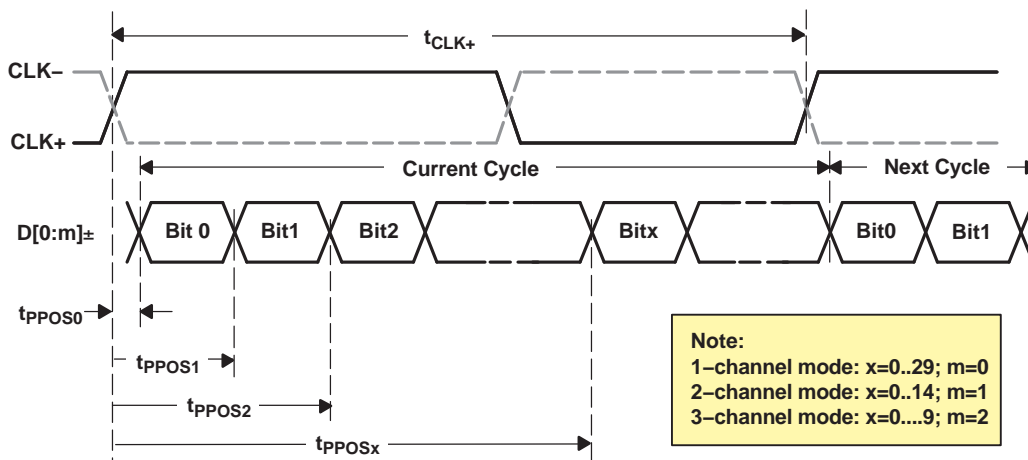 tCLK+
CLK–
CLK+
Current Cycle
Next Cycle
D[0:m]±
Bit 0
Bit1
Bit2
Bitx
Bit0
Bit1
tPPOS0
tPPOS1
tPPOS2
tPPOSx
Note:
1–channel mode: x=0..29; m=0
2–channel mode: x=0..14; m=1
3–channel mode: x=0....9; m=2